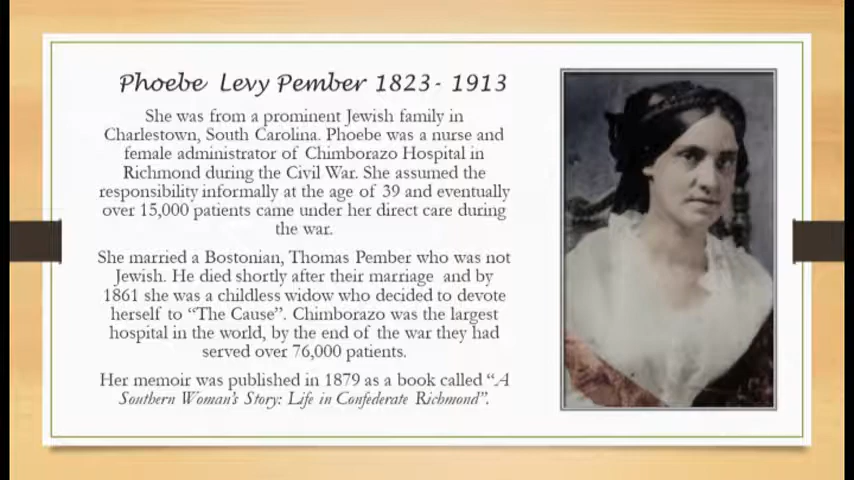 Phoebe Levy Pember 1823- 1913
She was from a prominent Jewish family in
Charlestown, South Carolina. Phoebe was a nurse and
female administrator of Chimborazo Hospital in
Richmond during the Civil War. She assumed the
responsibility informally at the age of 39 and eventually
over 15,000 patients came under her direct care during
the war.
She married a Bostonian, Thomas Pember who was not
Jewish. He died shortly after their marriage and by
1861 she was a childless widow who decided to devote
herself to “The Cause”. Chimborazo was the largest
hospital in the world, by the end of the war they had
served over 76,000 patients.
Her memoir was published in 1879 as a book called “A
Southern Woman's Story: Life in Confederate Richmond”.